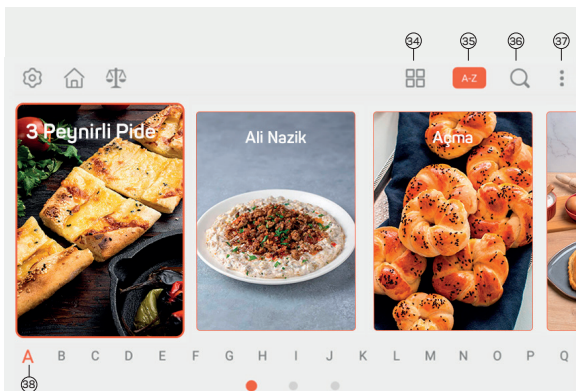 34 35 36 37
A-Z
3 Peynirli Pide
Ali Nazik
Açma
A B C D E F G H I J K L M N O P Q
38